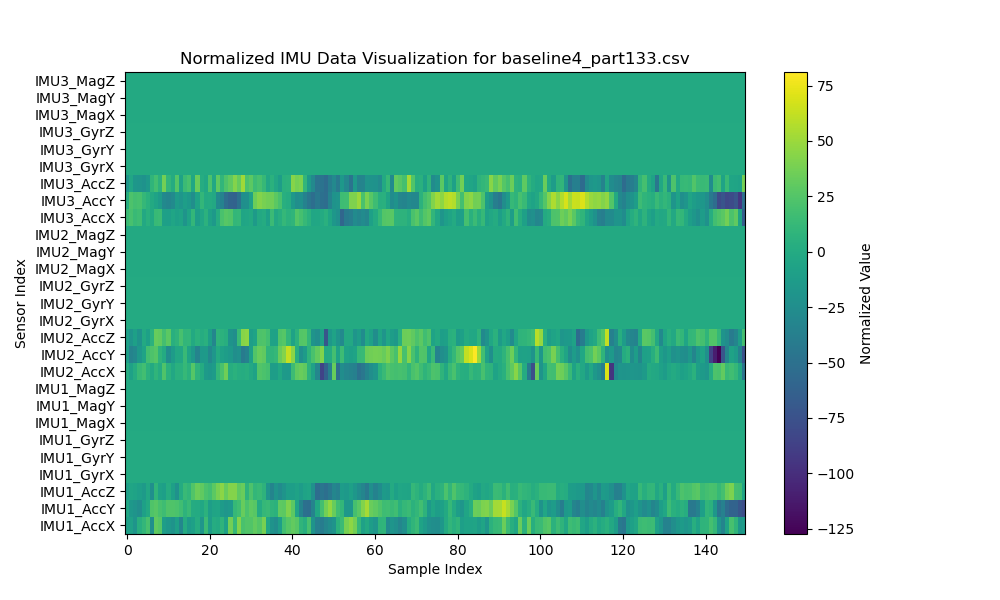 Normalized IMU Data Visualization for baseline4_part133.csv
IMU3_MagZ
IMU3_MagY
IMU3_MagX
IMU3_GyrZ
IMU3_GyrY
IMU3_GyrX
IMU3_AccZ
IMU3_AccY
IMU3_AccX
IMU2_MagZ
IMU2_MagY
IMU2_MagX
IMU2_GyrZ
IMU2_GyrY
IMU2_GyrX
IMU2_AccZ
IMU2_AccY
IMU2_AccX
IMU1_MagZ
IMU1_MagY
IMU1_MagX
IMU1_GyrZ
IMU1_GyrY
IMU1_GyrX
IMU1_AccZ
IMU1_AccY
IMU1_AccX
Sensor Index
0 20 40 60 80 100 120 140
Sample Index
75
50
25
0
−25
−50
−75
−100
−125
Normalized Value